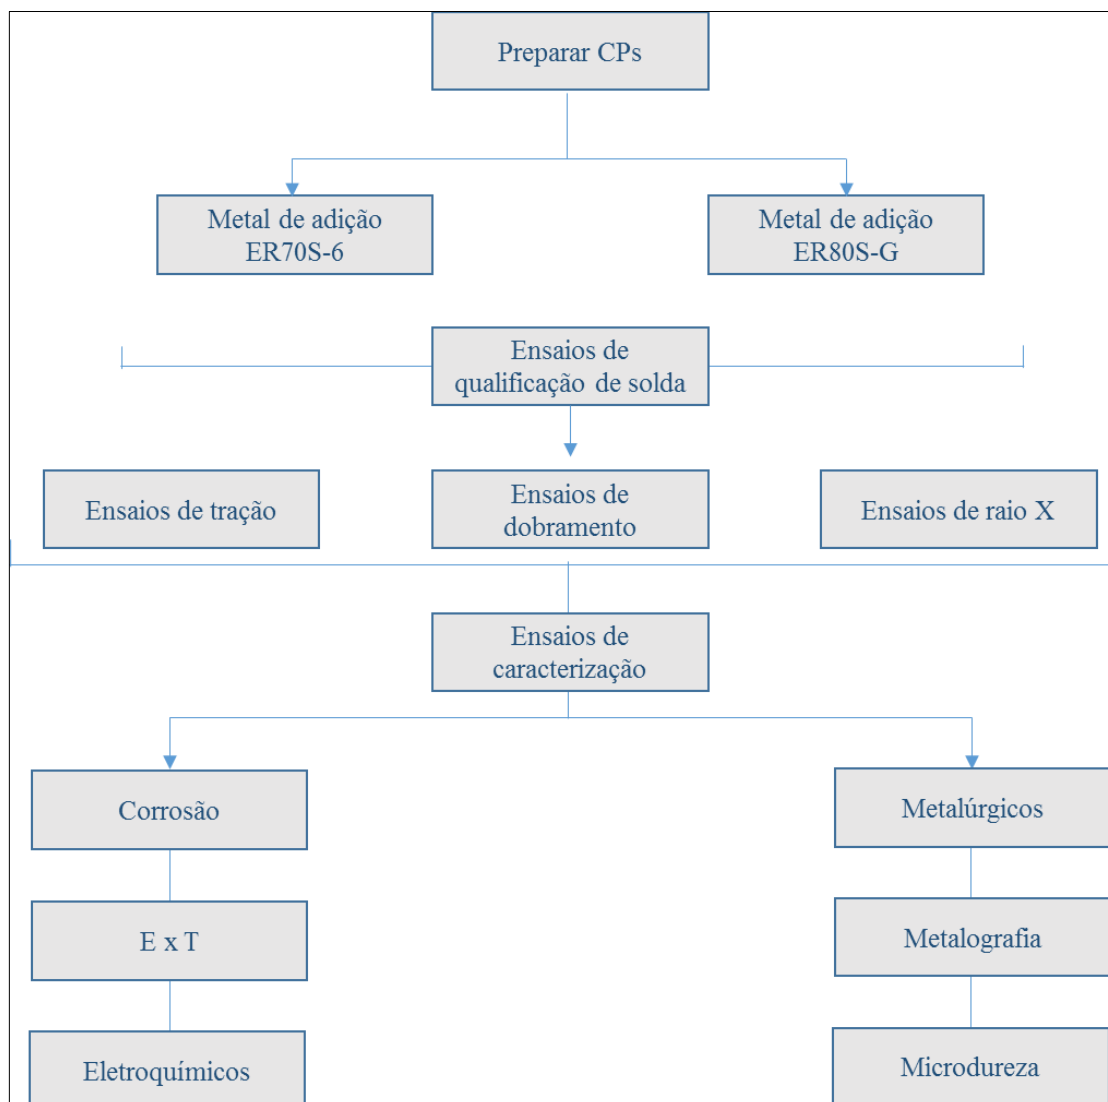 Preparar CPs
Metal de adição
ER70S-6
Metal de adição
ER80S-G
Ensaios de
qualificação de solda
Ensaios de tração
Ensaios de
dobramento
Ensaios de raio X
Ensaios de
caracterização
Corrosão
Metalúrgicos
E x T
Metalografia
Eletroquímicos
Microdureza